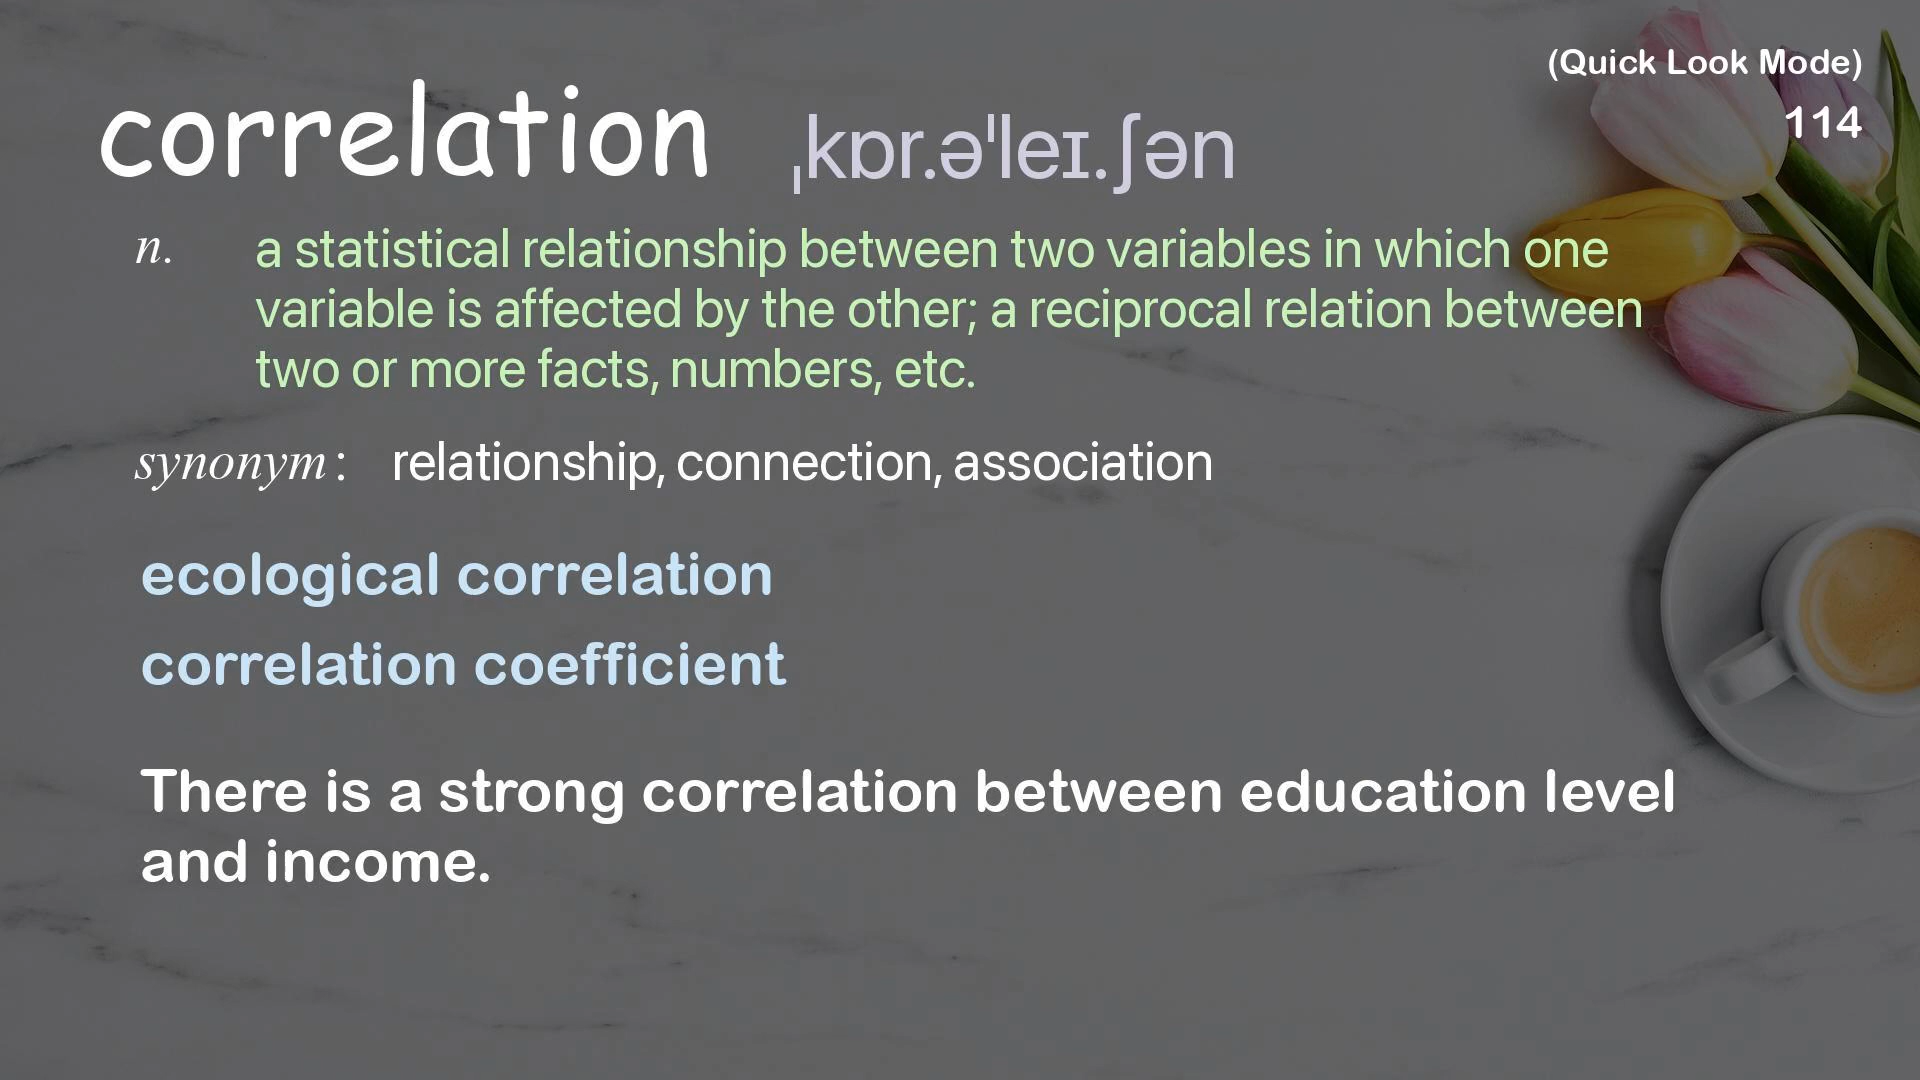 (Quick Look Mode)
correlation ˌkɒr.əˈleɪ.ʃən
114
n. a statistical relationship between two variables in which one
variable is affected by the other; a reciprocal relation between
two or more facts, numbers, etc.
synonym: relationship, connection, association
ecological correlation
correlation coefficient
There is a strong correlation between education level
and income.